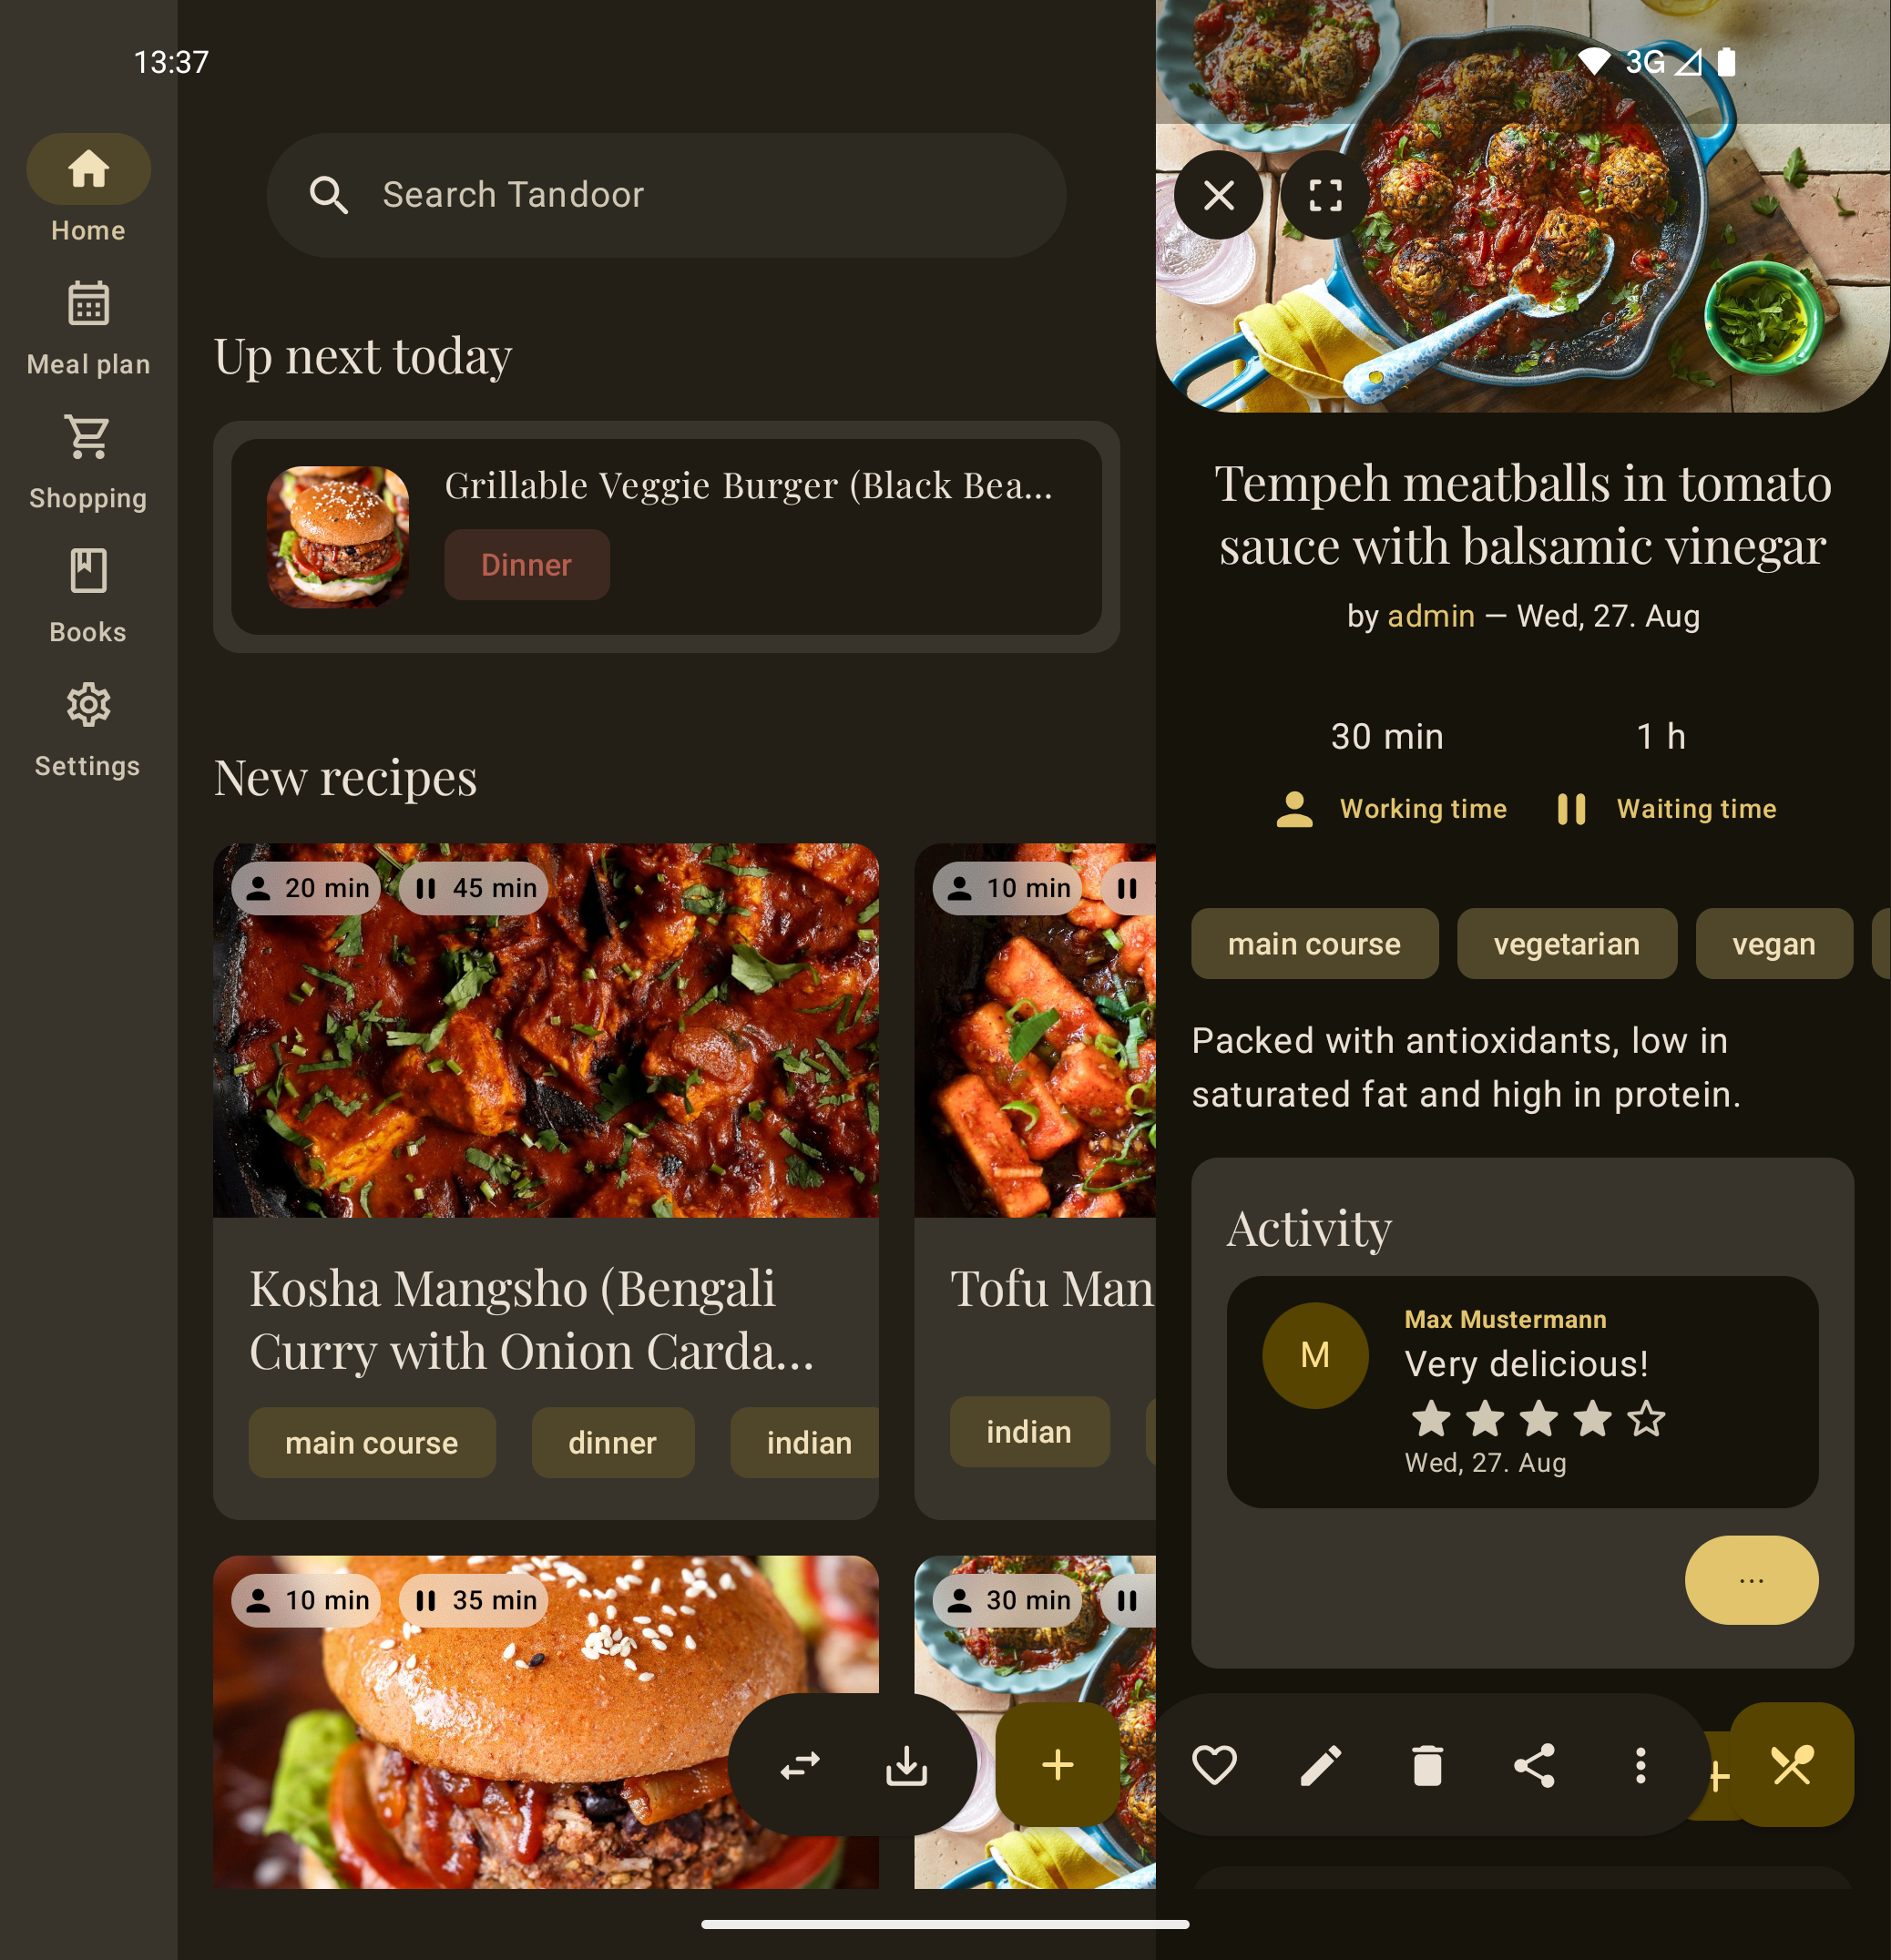 13:37
3G
Home
Meal plan
Shopping
Books
Settings
Search Tandoor
Up next today
Grillable Veggie Burger (Black Bea...
Dinner
New recipes
20 min
45 min
Kosha Mangsho (Bengali
Curry with Onion Carda...
main course
dinner
indian
10 min
Tofu Man
indian
10 min
35 min
30 min
Tempeh meatballs in tomato
sauce with balsamic vinegar
by admin — Wed, 27. Aug
30 min
1 h
Working time
Waiting time
main course
vegetarian
vegan
Packed with antioxidants, low in
saturated fat and high in protein.
Activity
M
Max Mustermann
Very delicious!
Wed, 27. Aug
...